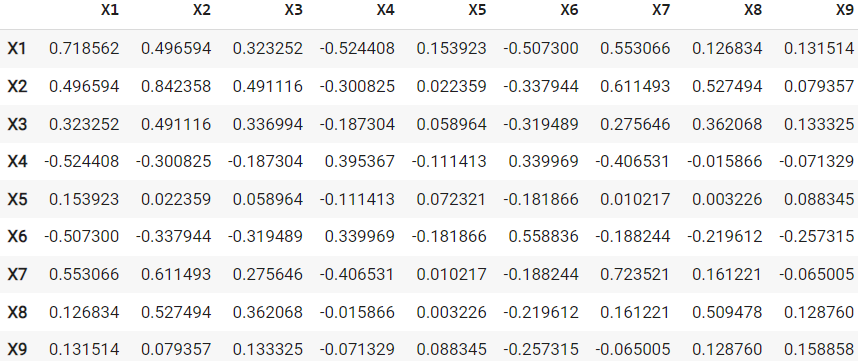 X1 X2 X3 X4 X5 X6 X7 X8 X9
X1 0.718562 0.496594 0.323252 -0.524408 0.153923 -0.507300 0.553066 0.126834 0.131514
X2 0.496594 0.842358 0.491116 -0.300825 0.022359 -0.337944 0.611493 0.527494 0.079357
X3 0.323252 0.491116 0.336994 -0.187304 0.058964 -0.319489 0.275646 0.362068 0.133325
X4 -0.524408 -0.300825 -0.187304 0.395367 -0.111413 0.339969 -0.406531 -0.015866 -0.071329
X5 0.153923 0.022359 0.058964 -0.111413 0.072321 -0.181866 0.010217 0.003226 0.088345
X6 -0.507300 -0.337944 -0.319489 0.339969 -0.181866 0.558836 -0.188244 -0.219612 -0.257315
X7 0.553066 0.611493 0.275646 -0.406531 0.010217 -0.188244 0.723521 0.161221 -0.065005
X8 0.126834 0.527494 0.362068 -0.015866 0.003226 -0.219612 0.161221 0.509478 0.128760
X9 0.131514 0.079357 0.133325 -0.071329 0.088345 -0.257315 -0.065005 0.128760 0.158858